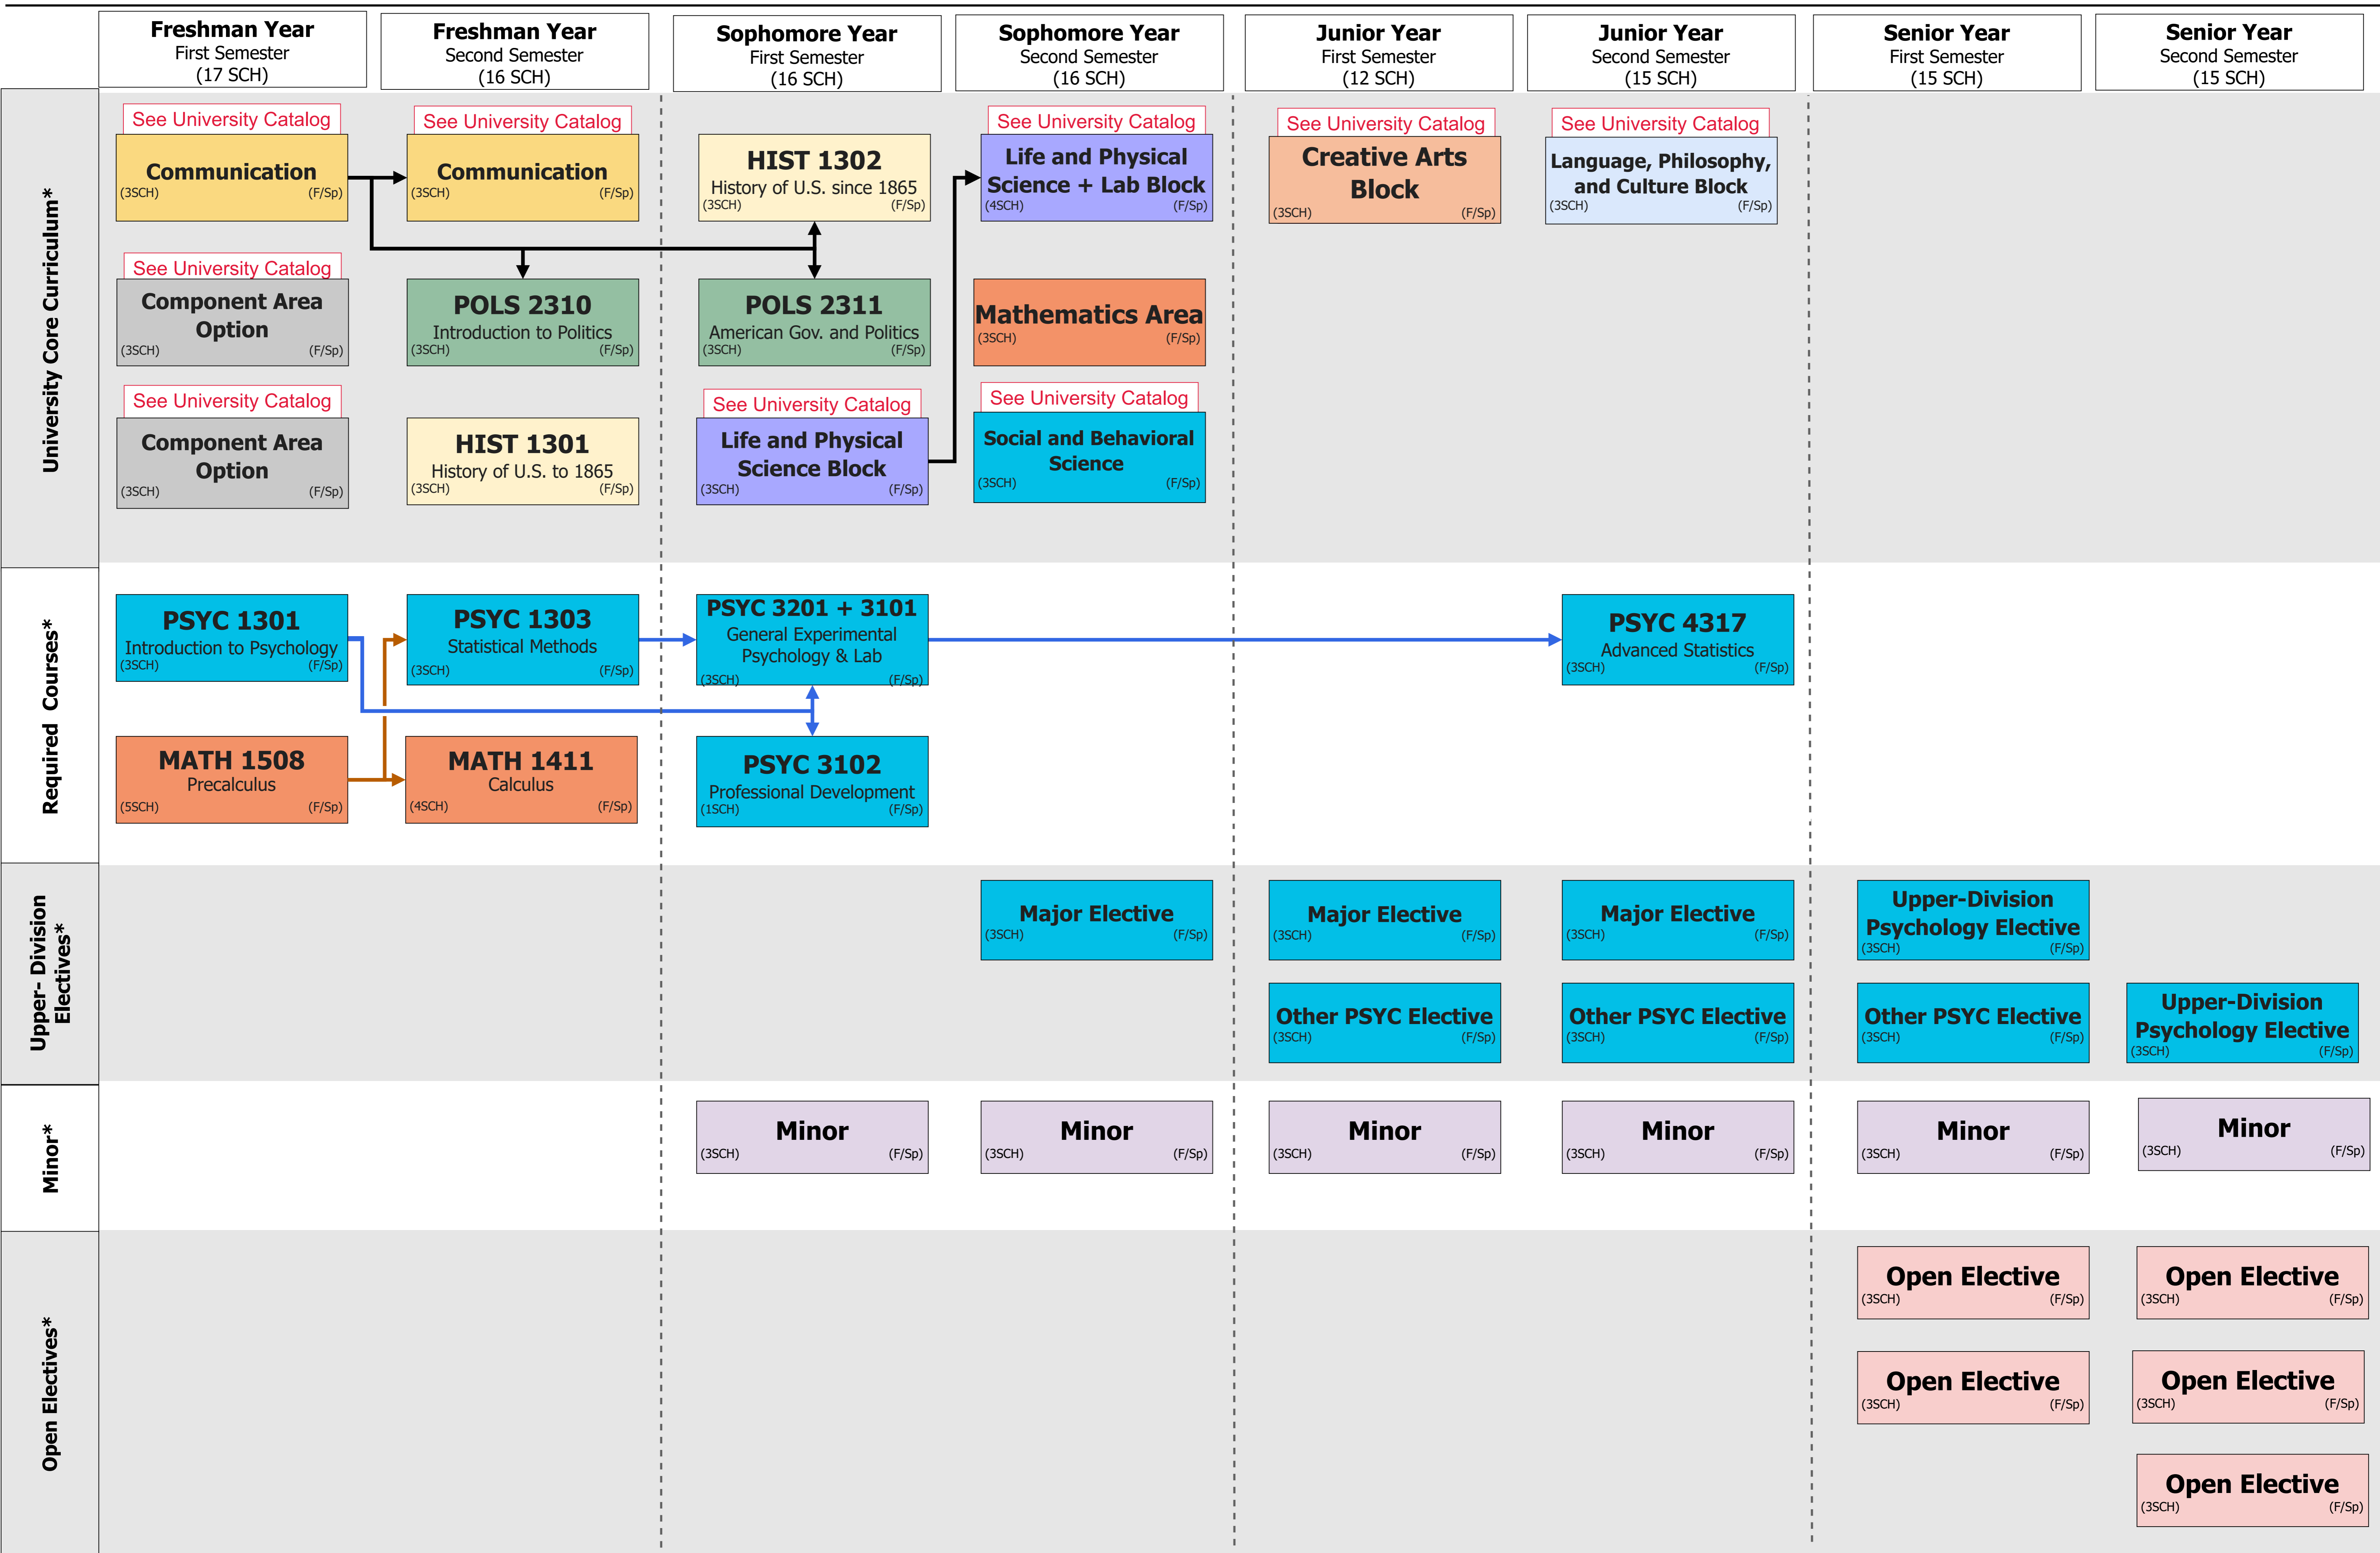 Freshman Year
First Semester
(17 SCH)
Freshman Year
Second Semester
(16 SCH)
Sophomore Year
First Semester
(16 SCH)
Sophomore Year
Second Semester
(16 SCH)
Junior Year
First Semester
(12 SCH)
Junior Year
Second Semester
(15 SCH)
Senior Year
First Semester
(15 SCH)
Senior Year
Second Semester
(15 SCH)
University Core Curriculum*
See University Catalog
Communication
(3SCH) (F/Sp)
See University Catalog
Communication
(3SCH) (F/Sp)
HIST 1302
History of U.S. since 1865
(3SCH) (F/Sp)
See University Catalog
Life and Physical
Science + Lab Block
(4SCH) (F/Sp)
See University Catalog
Creative Arts
Block
(3SCH) (F/Sp)
See University Catalog
Language, Philosophy,
and Culture Block
(3SCH) (F/Sp)
See University Catalog
Component Area
Option
(3SCH) (F/Sp)
POLS 2310
Introduction to Politics
(3SCH) (F/Sp)
POLS 2311
American Gov. and Politics
(3SCH) (F/Sp)
Mathematics Area
(3SCH) (F/Sp)
See University Catalog
Component Area
Option
(3SCH) (F/Sp)
HIST 1301
History of U.S. to 1865
(3SCH) (F/Sp)
See University Catalog
Life and Physical
Science Block
(3SCH) (F/Sp)
See University Catalog
Social and Behavioral
Science
(3SCH) (F/Sp)
Required Courses*
PSYC 1301
Introduction to Psychology
(3SCH) (F/Sp)
PSYC 1303
Statistical Methods
(3SCH) (F/Sp)
PSYC 3201 + 3101
General Experimental
Psychology & Lab
(3SCH) (F/Sp)
PSYC 4317
Advanced Statistics
(3SCH) (F/Sp)
MATH 1508
Precalculus
(5SCH) (F/Sp)
MATH 1411
Calculus
(4SCH) (F/Sp)
PSYC 3102
Professional Development
(1SCH) (F/Sp)
Upper- Division
Electives*
Major Elective
(3SCH) (F/Sp)
Major Elective
(3SCH) (F/Sp)
Major Elective
(3SCH) (F/Sp)
Upper-Division
Psychology Elective
(3SCH) (F/Sp)
Other PSYC Elective
(3SCH) (F/Sp)
Other PSYC Elective
(3SCH) (F/Sp)
Other PSYC Elective
(3SCH) (F/Sp)
Upper-Division
Psychology Elective
(3SCH) (F/Sp)
Minor*
Minor
(3SCH) (F/Sp)
Minor
(3SCH) (F/Sp)
Minor
(3SCH) (F/Sp)
Minor
(3SCH) (F/Sp)
Minor
(3SCH) (F/Sp)
Minor
(3SCH) (F/Sp)
Open Electives*
Open Elective
(3SCH) (F/Sp)
Open Elective
(3SCH) (F/Sp)
Open Elective
(3SCH) (F/Sp)
Open Elective
(3SCH) (F/Sp)
Open Elective
(3SCH) (F/Sp)